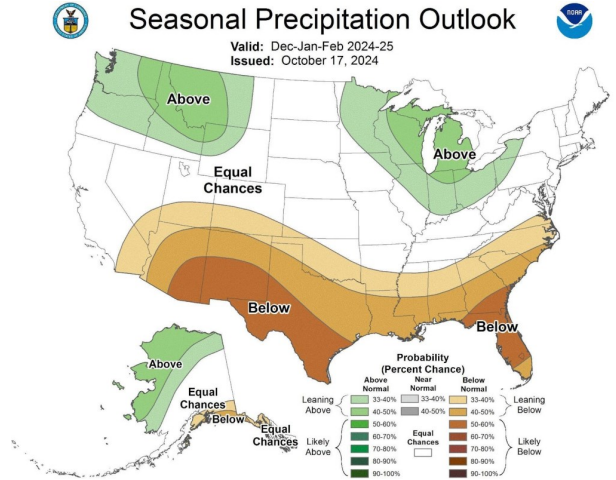 Seasonal Precipitation Outlook
NOAA
Valid: Dec-Jan-Feb 2024-25
Issued: October 17, 2024
Above
Above
Equal
Chances
Below
Below
Above
Equal
Chances
Below
Equal
Chances
Probability
(Percent Chance)
Above
Normal
Near
Normal
Below
Normal
Leaning
Above
33-40%
33-40%
33-40%
Leaning
Below
40-50%
40-50%
40-50%
Likely
Above
50-60%
60-70%
70-80%
80-90%
90-100%
Equal
Chances
50-60%
60-70%
70-80%
80-90%
90-100%
Likely
Below